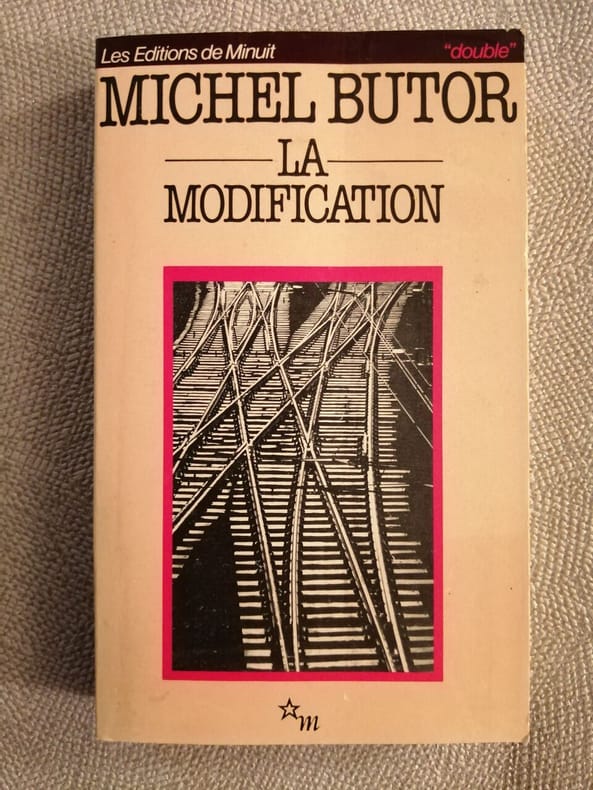 Les Editions de Minuit "double"
MICHEL BUTOR
LA
MODIFICATION
m